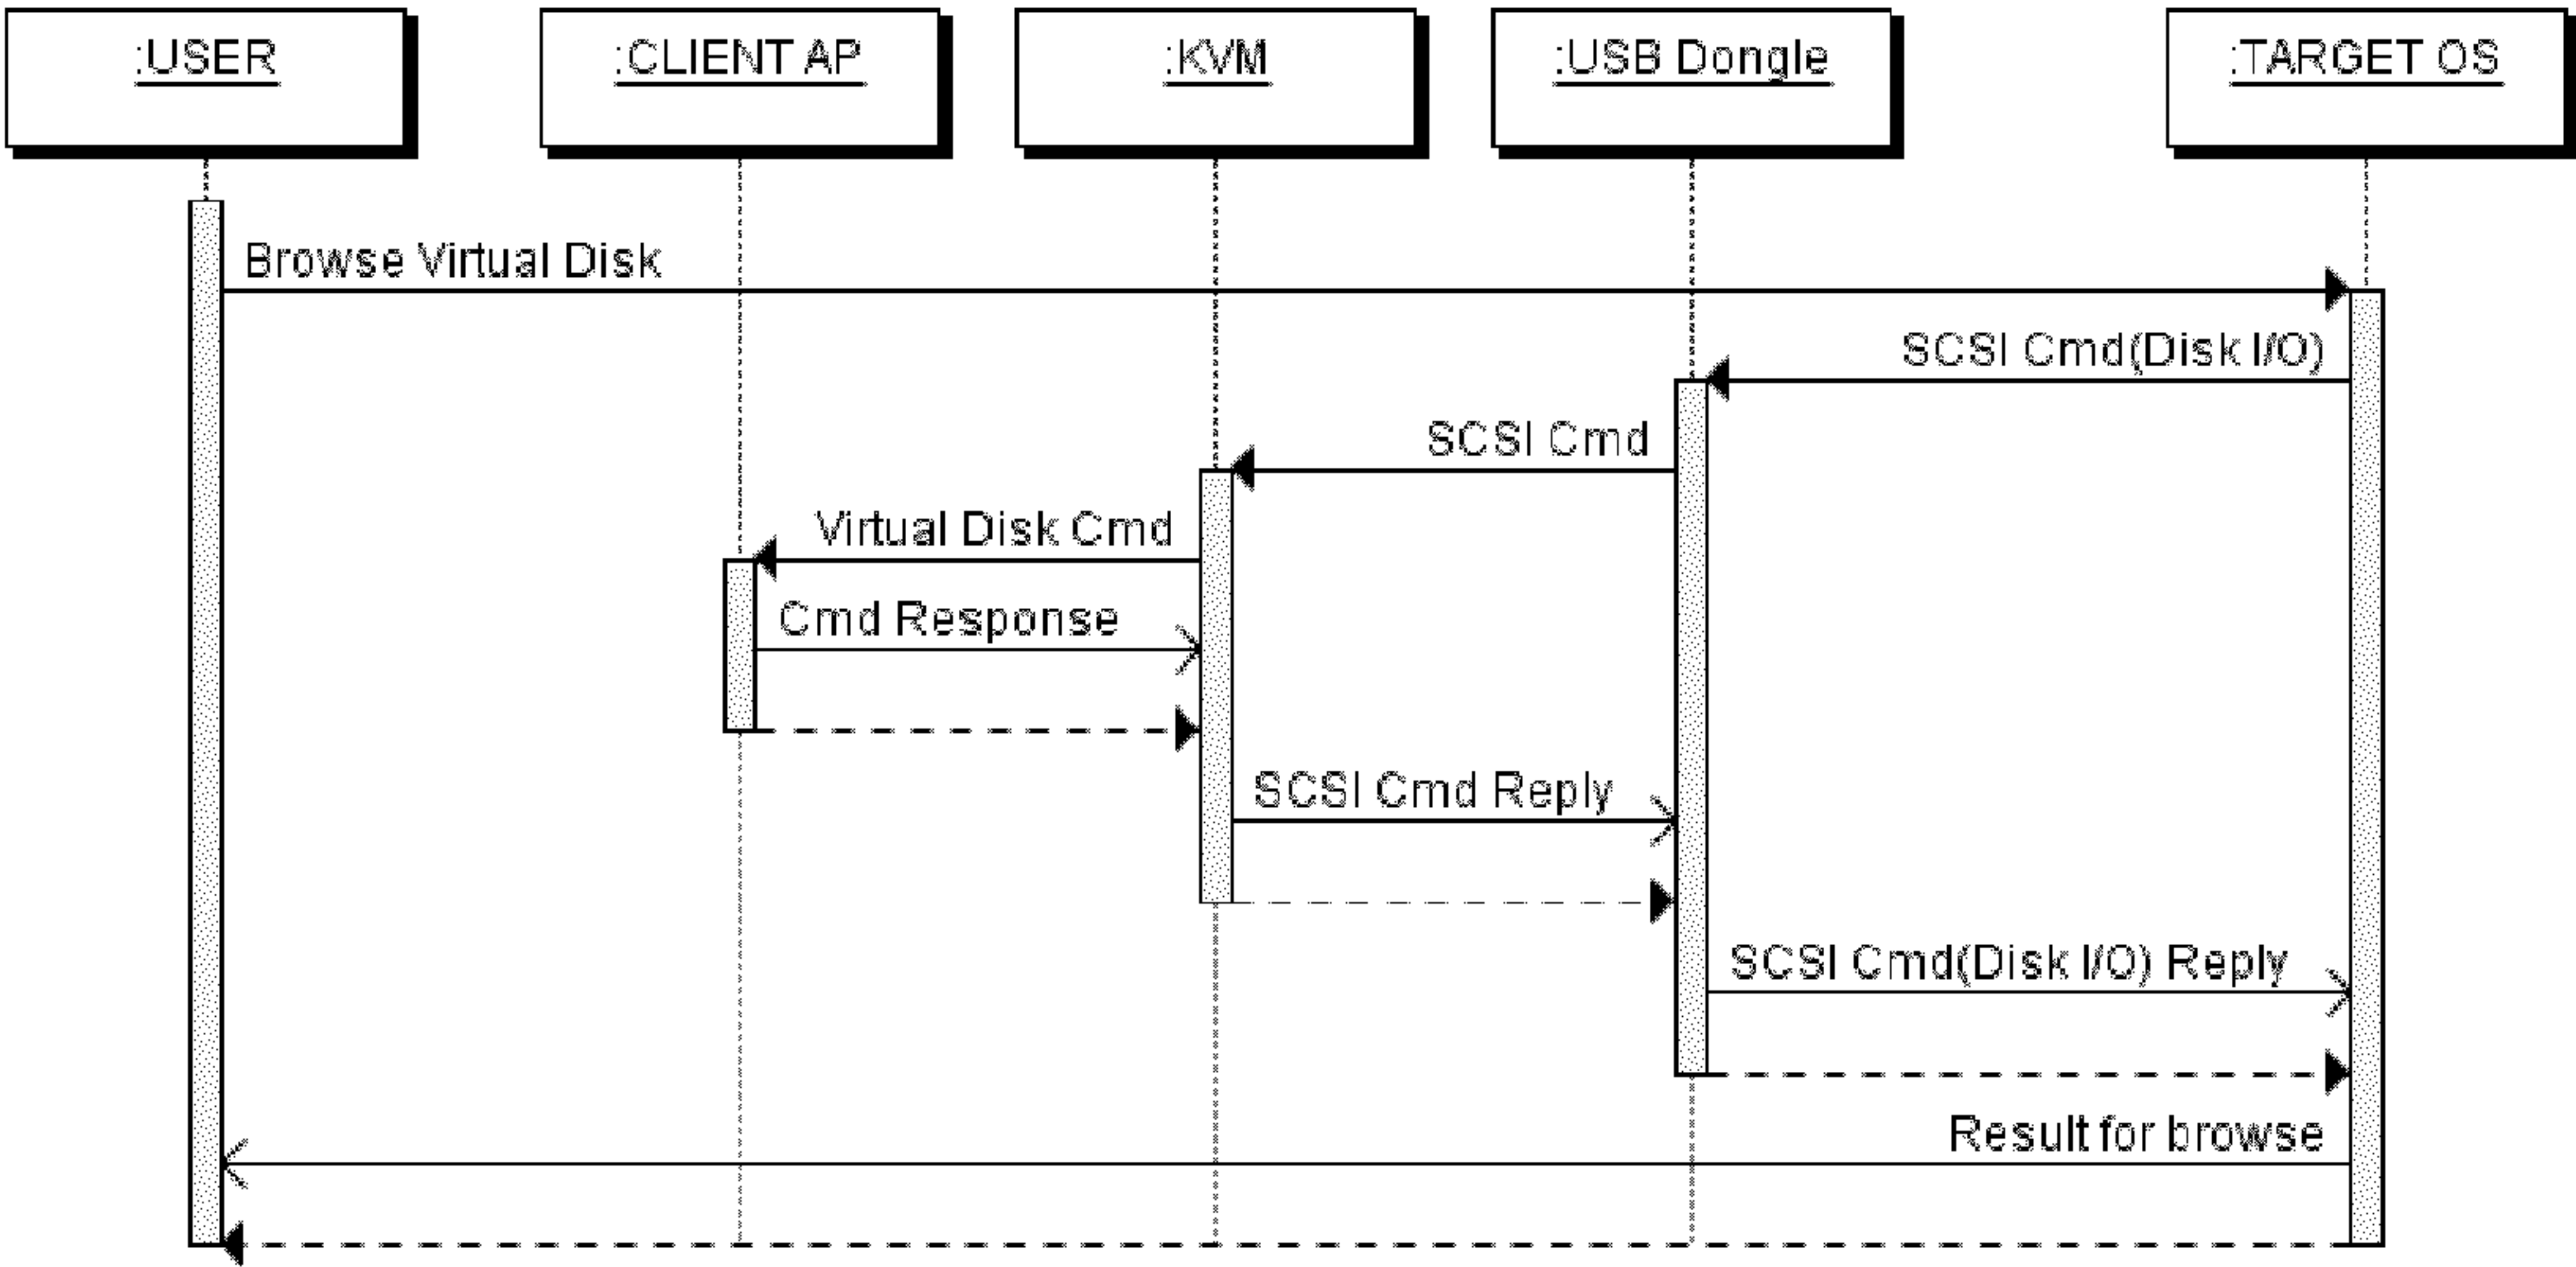 :USER
:CLIENT AP
:KVM
:USB Dongle
:TARGET OS
Browse Virtual Disk
SCSI Cmd(Disk I/O)
SCSI Cmd
Virtual Disk Cmd
Cmd Response
SCSI Cmd Reply
SCSI Cmd(Disk I/O) Reply
Result for browse